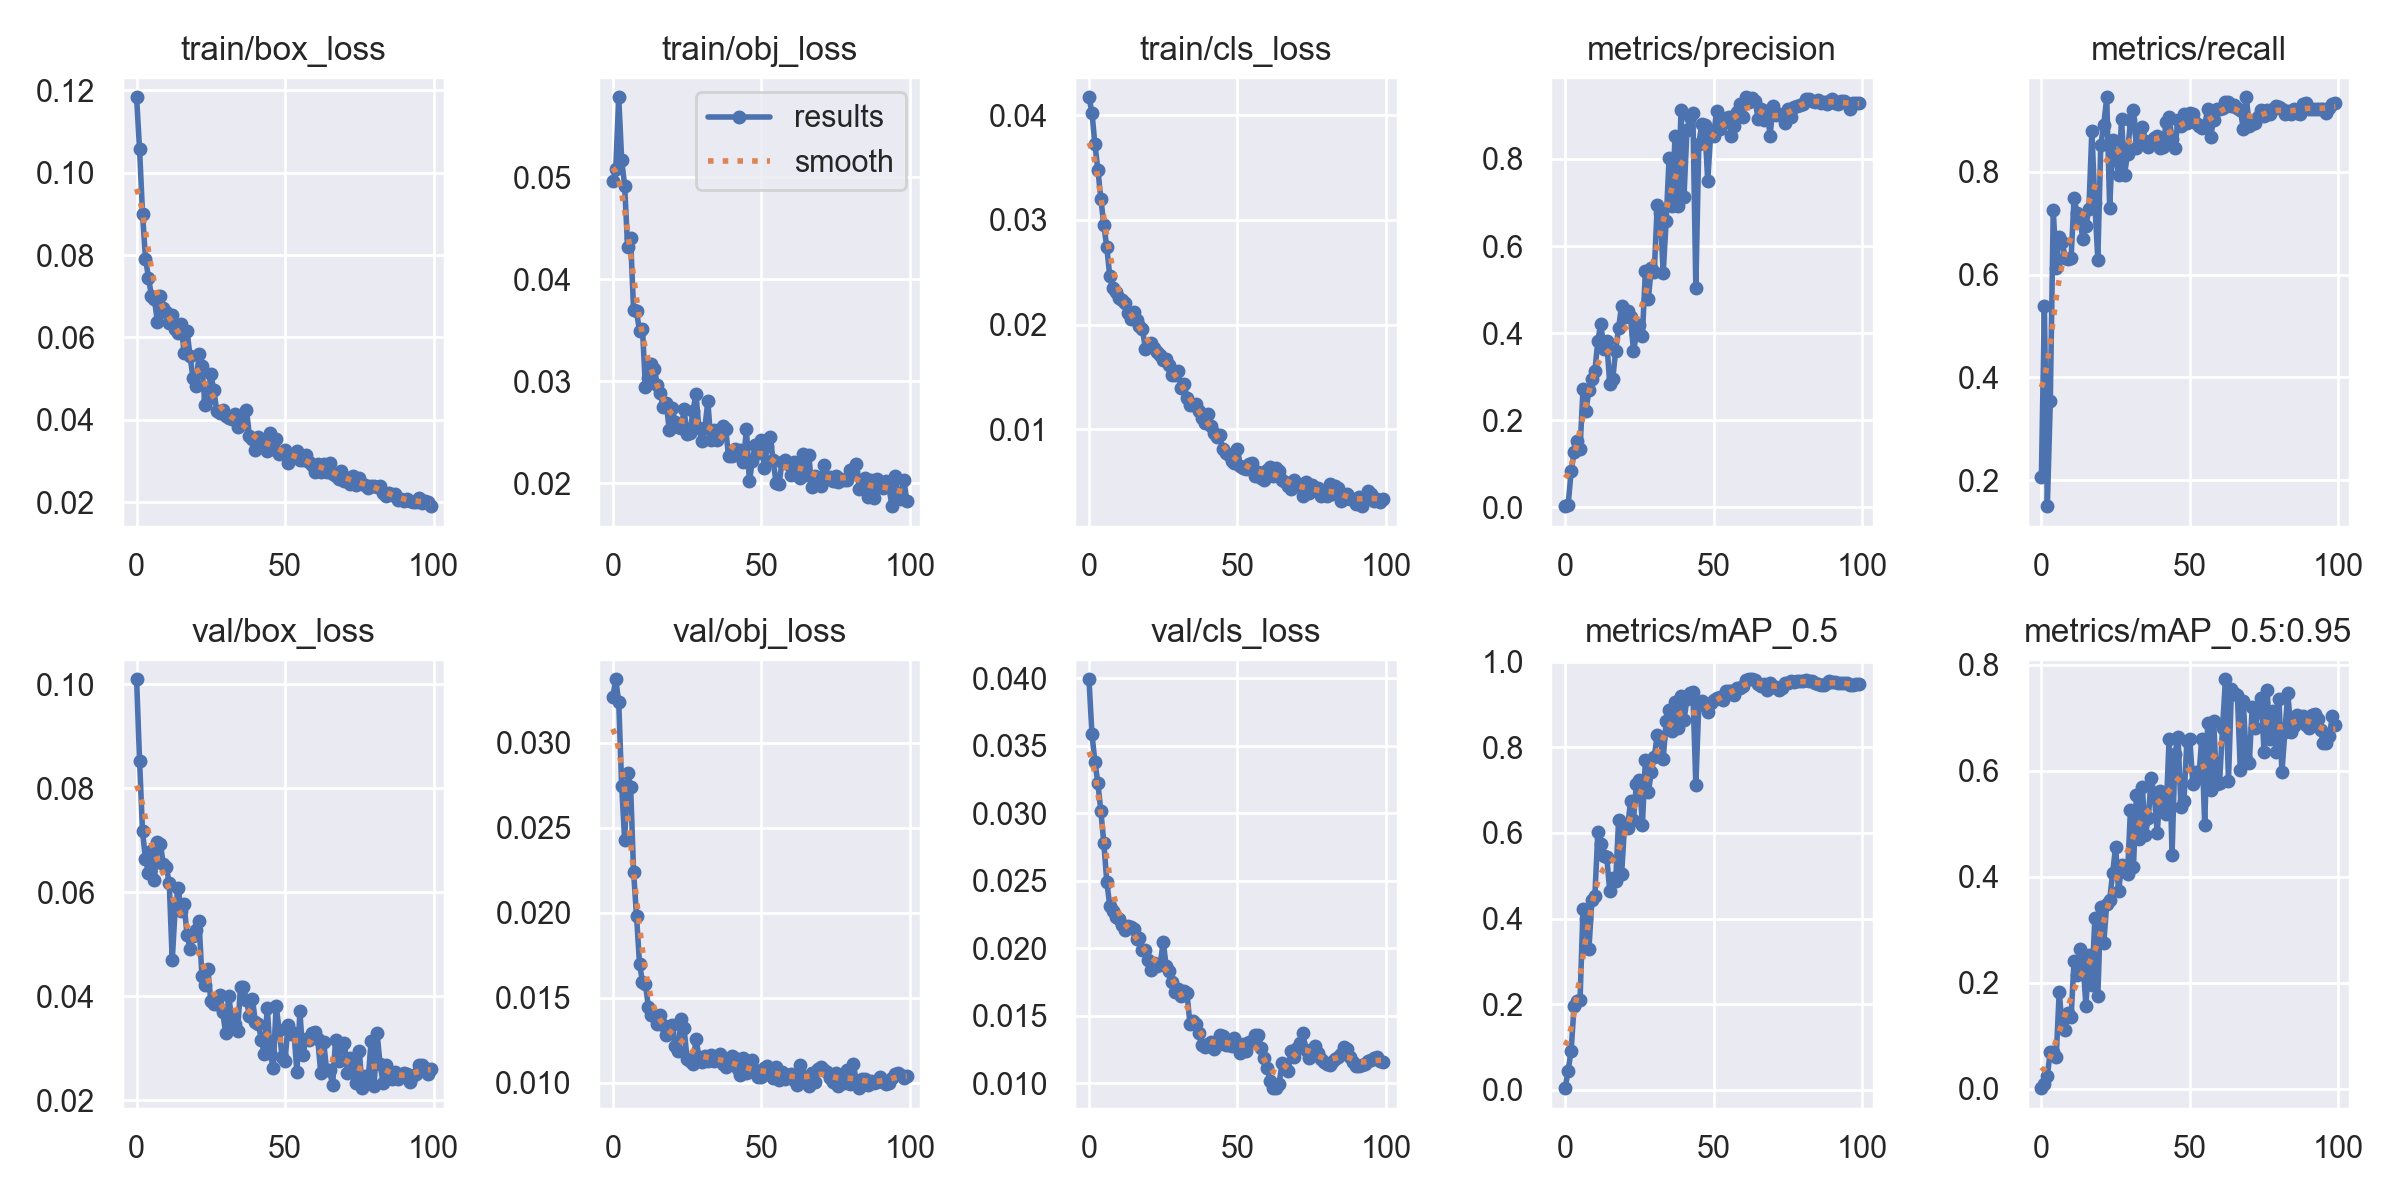 train/box_loss
0.12
0.10
0.08
0.06
0.04
0.02
0 50 100
train/obj_loss
results
smooth
0.05
0.04
0.03
0.02
0 50 100
train/cls_loss
0.04
0.03
0.02
0.01
0 50 100
metrics/precision
0.8
0.6
0.4
0.2
0.0
0 50 100
metrics/recall
0.8
0.6
0.4
0.2
0 50 100
val/box_loss
0.10
0.08
0.06
0.04
0.02
0 50 100
val/obj_loss
0.030
0.025
0.020
0.015
0.010
0 50 100
val/cls_loss
0.040
0.035
0.030
0.025
0.020
0.015
0.010
0 50 100
metrics/mAP_0.5
1.0
0.8
0.6
0.4
0.2
0.0
0 50 100
metrics/mAP_0.5:0.95
0.8
0.6
0.4
0.2
0.0
0 50 100